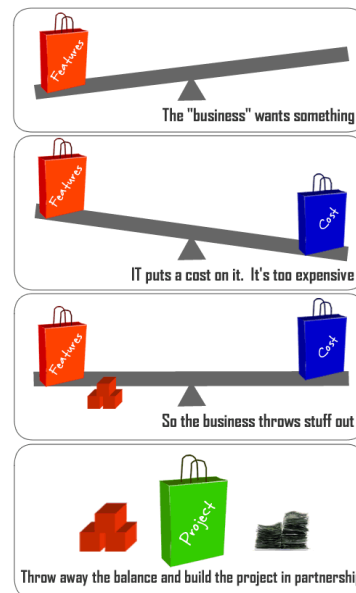 Features
The "business" wants something
Features
Cost
IT puts a cost on it. It's too expensive
Features
Cost
So the business throws stuff out
Project
Throw away the balance and build the project in partnershi